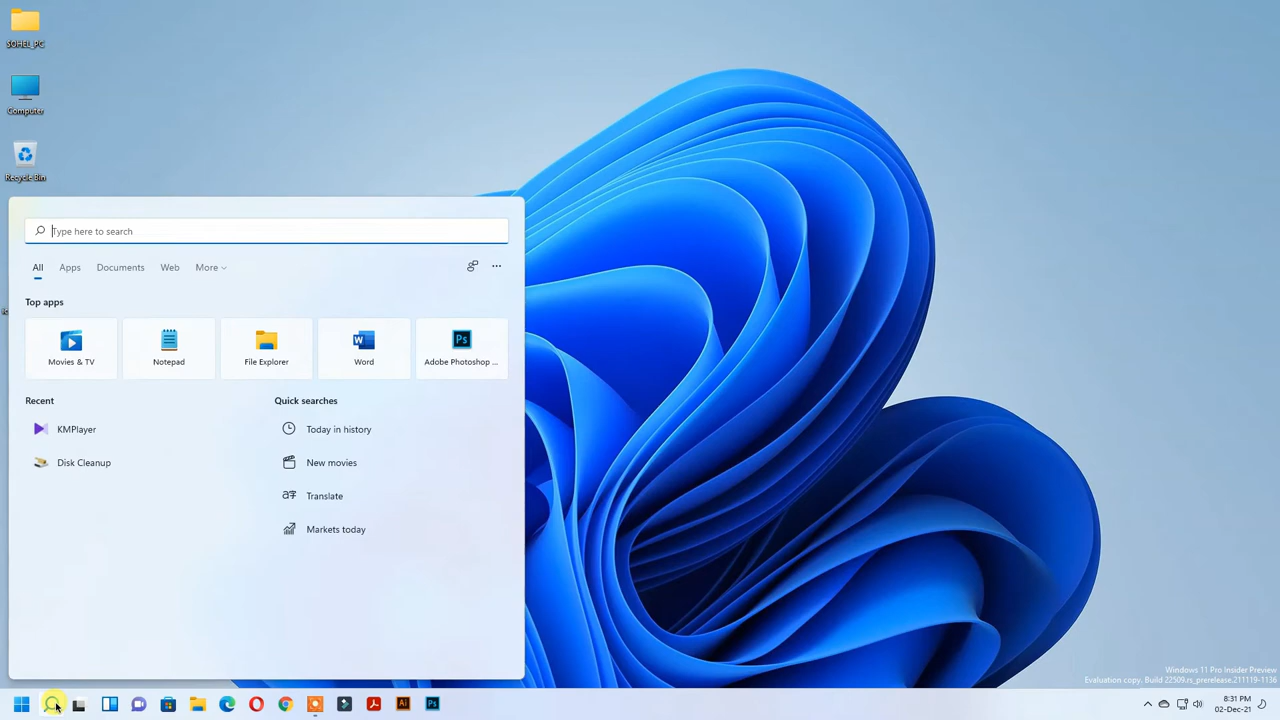 SOHEL_PC
Computer
Recycle Bin
Type here to search
All Apps Documents Web More
Top apps
Movies & TV Notepad File Explorer Word Adobe Photoshop ...
Recent
KMPlayer
Disk Cleanup
Quick searches
Today in history
New movies
Translate
Markets today
Windows 11 Pro Insider Preview
Evaluation copy. Build 22509.rs_prerelease.211119-1136
8:31 PM
02-Dec-21